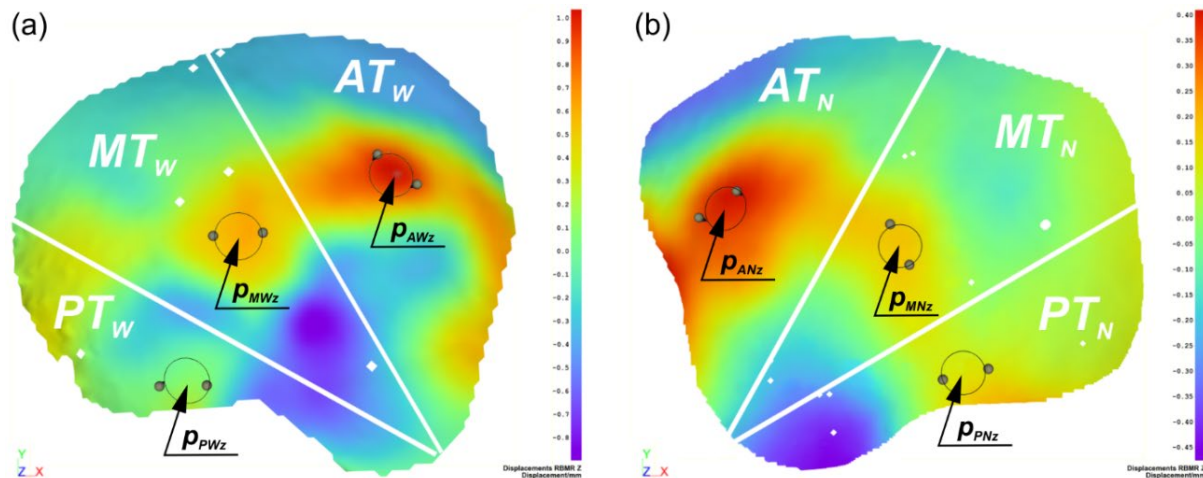 (a)
AT_W
MT_W
PT_W
p_AWz
p_MWz
p_PWz
1.0
0.9
0.8
0.7
0.6
0.5
0.4
0.3
0.2
0.1
0.0
-0.1
-0.2
-0.3
-0.4
-0.5
-0.6
-0.7
-0.8
Y
Z X
Displacements RBMR Z
Displacement/mm
(b)
AT_N
MT_N
PT_N
p_ANz
p_MNz
p_PNz
0.40
0.35
0.30
0.25
0.20
0.15
0.10
0.05
0.00
-0.05
-0.10
-0.15
-0.20
-0.25
-0.30
-0.35
-0.40
-0.45
Y
Z X
Displacements RBMR Z
Displacement/mm